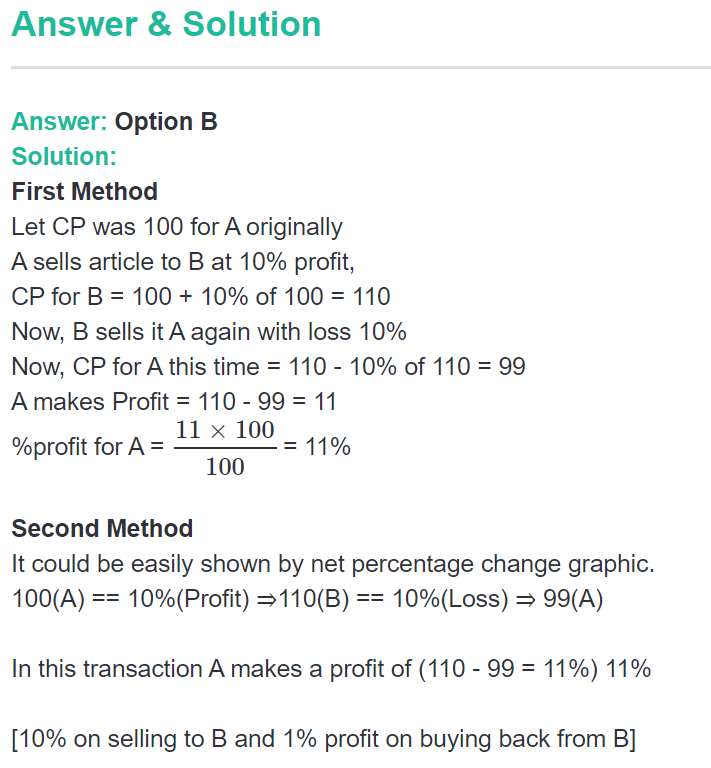 Answer & Solution
Answer: Option B
Solution:
First Method
Let CP was 100 for A originally
A sells article to B at 10% profit,
CP for B = 100 + 10% of 100 = 110
Now, B sells it A again with loss 10%
Now, CP for A this time = 110 - 10% of 110 = 99
A makes Profit = 110 - 99 = 11
%profit for A = \frac{11 × 100}{100} = 11%
Second Method
It could be easily shown by net percentage change graphic.
100(A) == 10%(Profit) ⇒110(B) == 10%(Loss) ⇒ 99(A)
In this transaction A makes a profit of (110 - 99 = 11%) 11%
[10% on selling to B and 1% profit on buying back from B]